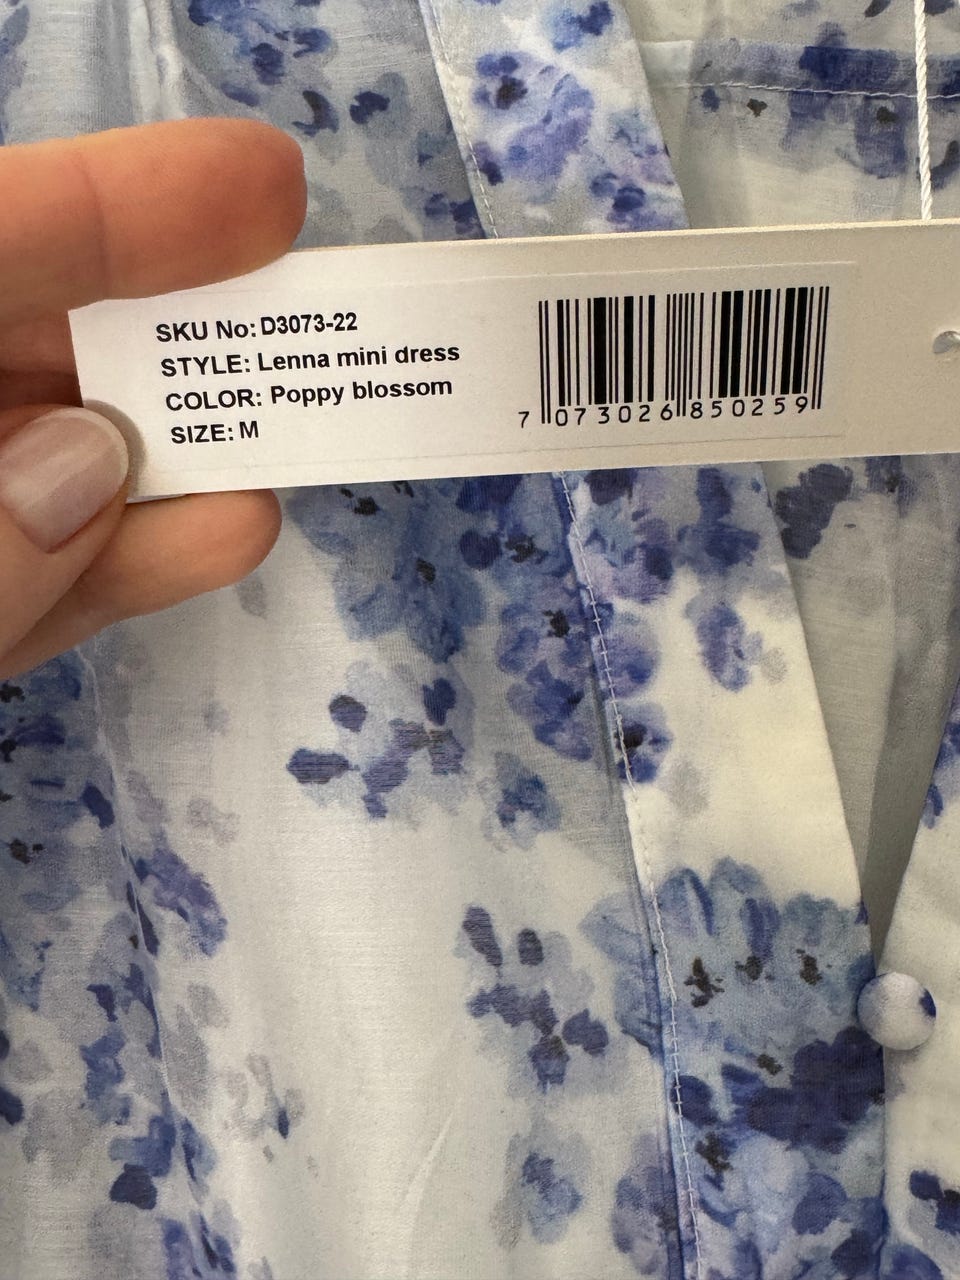 SKU No: D3073-22
STYLE: Lenna mini dress
COLOR: Poppy blossom
SIZE: M
7 073026 850259